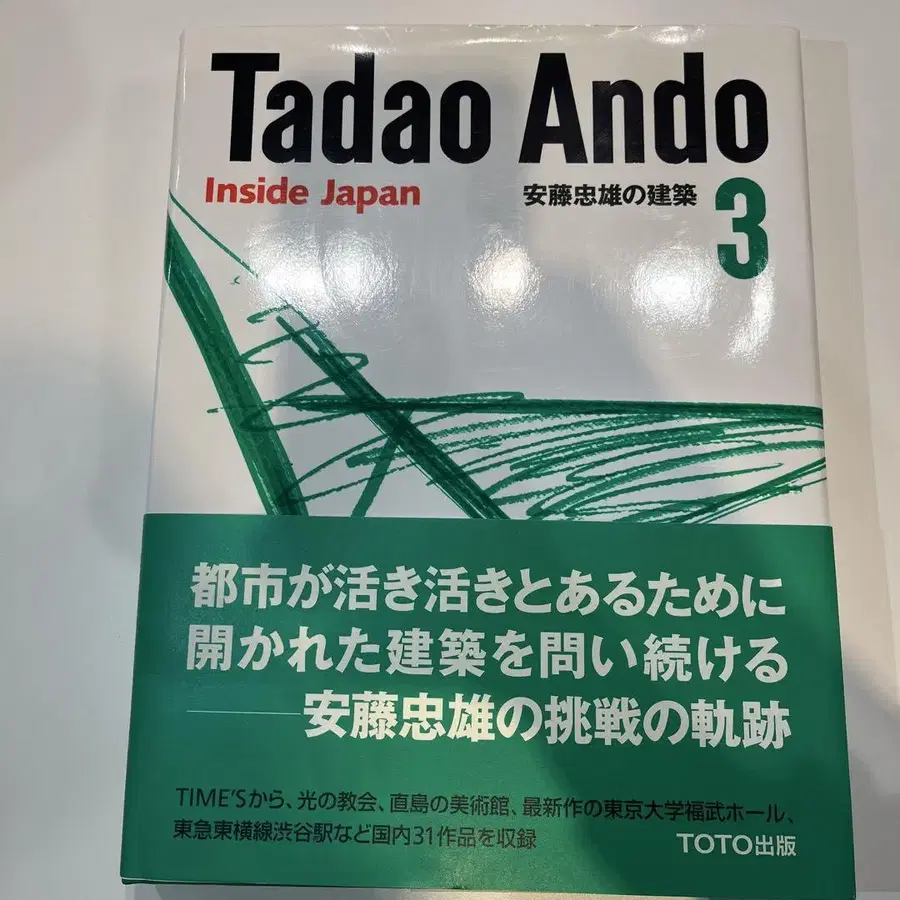 Tadao Ando
Inside Japan
安藤忠雄の建築 3
都市が活き活きとあるために
開かれた建築を問い続ける
――安藤忠雄の挑戦の軌跡
TIME'Sから、光の教会、直島の美術館、最新作の東京大学福武ホール、
東急東横線渋谷駅など国内31作品を収録
TOTO出版